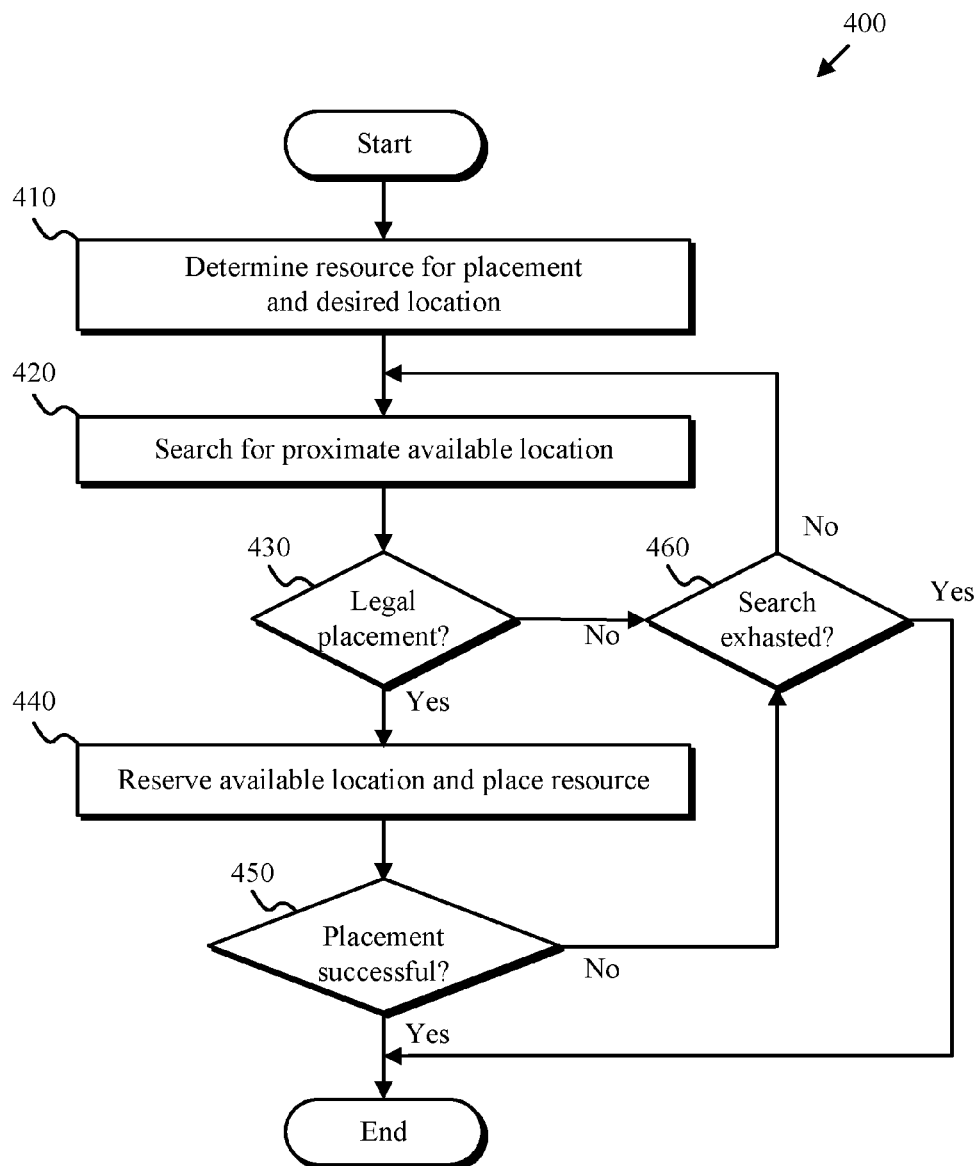 400
Start
410
Determine resource for placement
and desired location
420
Search for proximate available location
No
430
460
Yes
Legal
placement?
No
Search
exhasted?
Yes
440
Reserve available location and place resource
450
Placement
successful?
No
Yes
End